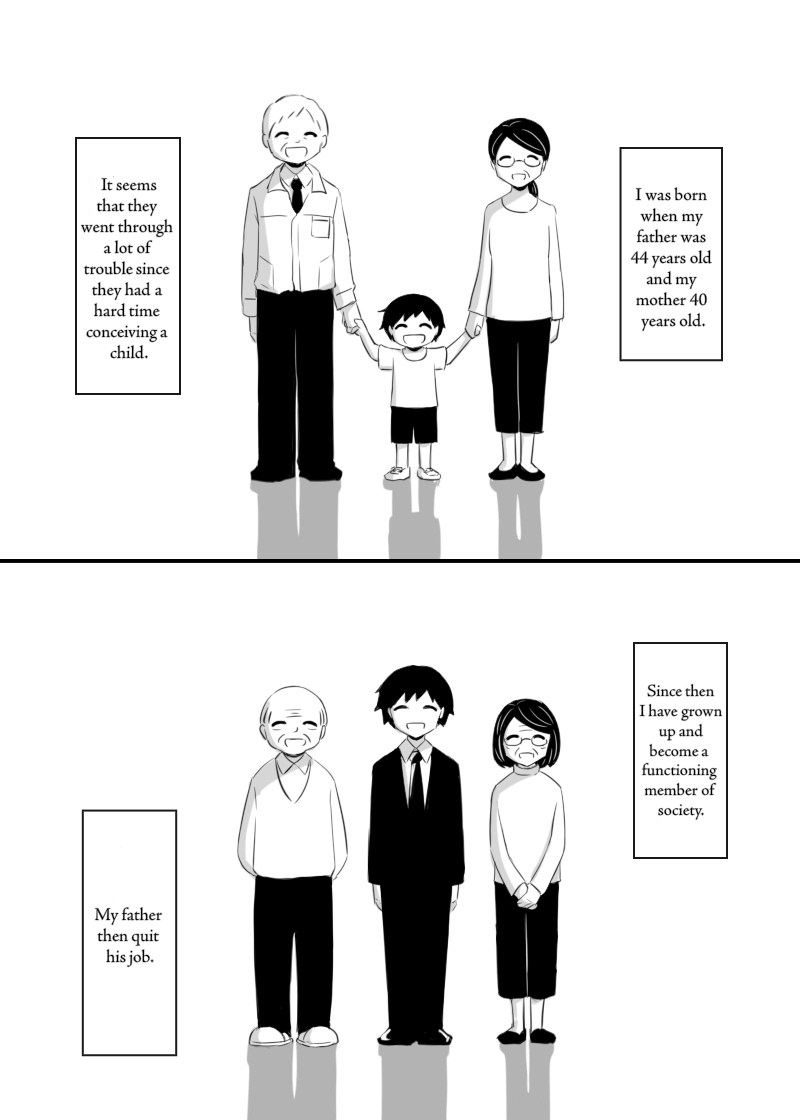 I was born
when my
father was
44 years old
and my
mother 40
years old.
It seems
that they
went through
a lot of
trouble since
they had a
hard time
conceiving a
child.
Since then
I have grown
up and
become a
functioning
member of
society.
My father
then quit
his job.